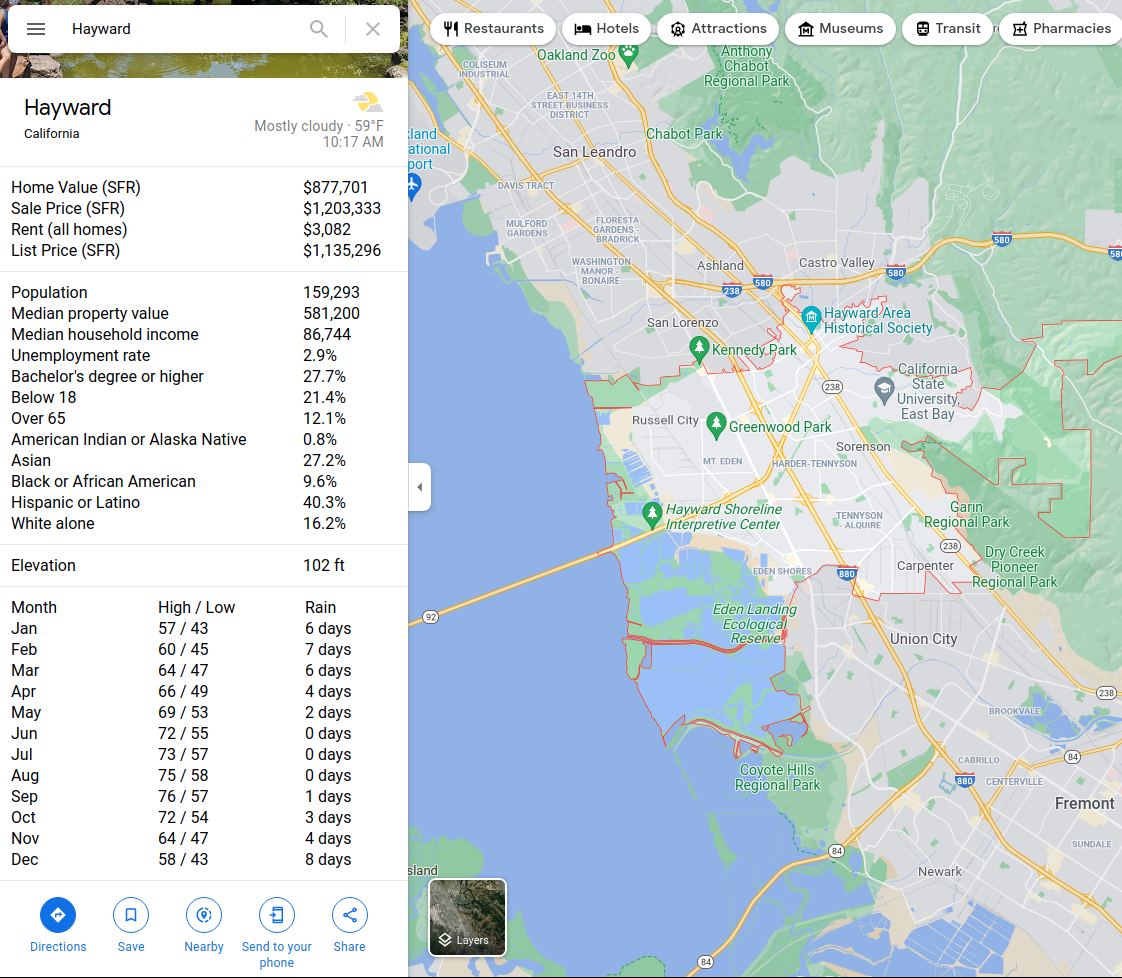 Hayward
Restaurants
Hotels
Attractions
Museums
Transit
Pharmacies
Hayward
California
Mostly cloudy · 59°F
10:17 AM
Home Value (SFR) $877,701
Sale Price (SFR) $1,203,333
Rent (all homes) $3,082
List Price (SFR) $1,135,296
Population 159,293
Median property value 581,200
Median household income 86,744
Unemployment rate 2.9%
Bachelor's degree or higher 27.7%
Below 18 21.4%
Over 65 12.1%
American Indian or Alaska Native 0.8%
Asian 27.2%
Black or African American 9.6%
Hispanic or Latino 40.3%
White alone 16.2%
Elevation 102 ft
Month High / Low Rain
Jan 57 / 43 6 days
Feb 60 / 45 7 days
Mar 64 / 47 6 days
Apr 66 / 49 4 days
May 69 / 53 2 days
Jun 72 / 55 0 days
Jul 73 / 57 0 days
Aug 75 / 58 0 days
Sep 76 / 57 1 days
Oct 72 / 54 3 days
Nov 64 / 47 4 days
Dec 58 / 43 8 days
Directions
Save
Nearby
Send to your
phone
Share
Oakland Zoo
COLISEUM
INDUSTRIAL
Anthony
Chabot
Regional Park
EAST 14TH
STREET BUSINESS
DISTRICT
kland
ational
port
Chabot Park
San Leandro
DAVIS TRACT
MULFORD
GARDENS
FLORESTA
GARDENS -
BRADRICK
WASHINGTON
MANOR -
BONAIRE
Ashland
Castro Valley
580
580
580
580
238
San Lorenzo
Hayward Area
Historical Society
Kennedy Park
238
California
State
University,
East Bay
Russell City
Greenwood Park
Sorenson
MT. EDEN
HARDER-TENNYSON
Hayward Shoreline
Interpretive Center
TENNYSON
- ALQUIRE
Garin
Regional Park
238
Dry Creek
Pioneer
Regional Park
EDEN SHORES
880
Carpenter
92
Eden Landing
Ecological
Reserve
Union City
238
BROOKVALE
84
CABRILLO
Coyote Hills
Regional Park
880
CENTERVILLE
Fremont
SUNDALE
84
Newark
sland
Layers
84